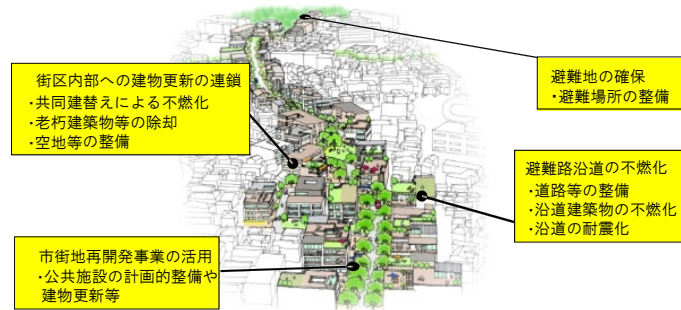 街区内部への建物更新の連鎖
・共同建替えによる不燃化
・老朽建築物等の除却
・空地等の整備
避難地の確保
・避難場所の整備
避難路沿道の不燃化
・道路等の整備
・沿道建築物の不燃化
・沿道の耐震化
市街地再開発事業の活用
・公共施設の計画的整備や
建物更新等